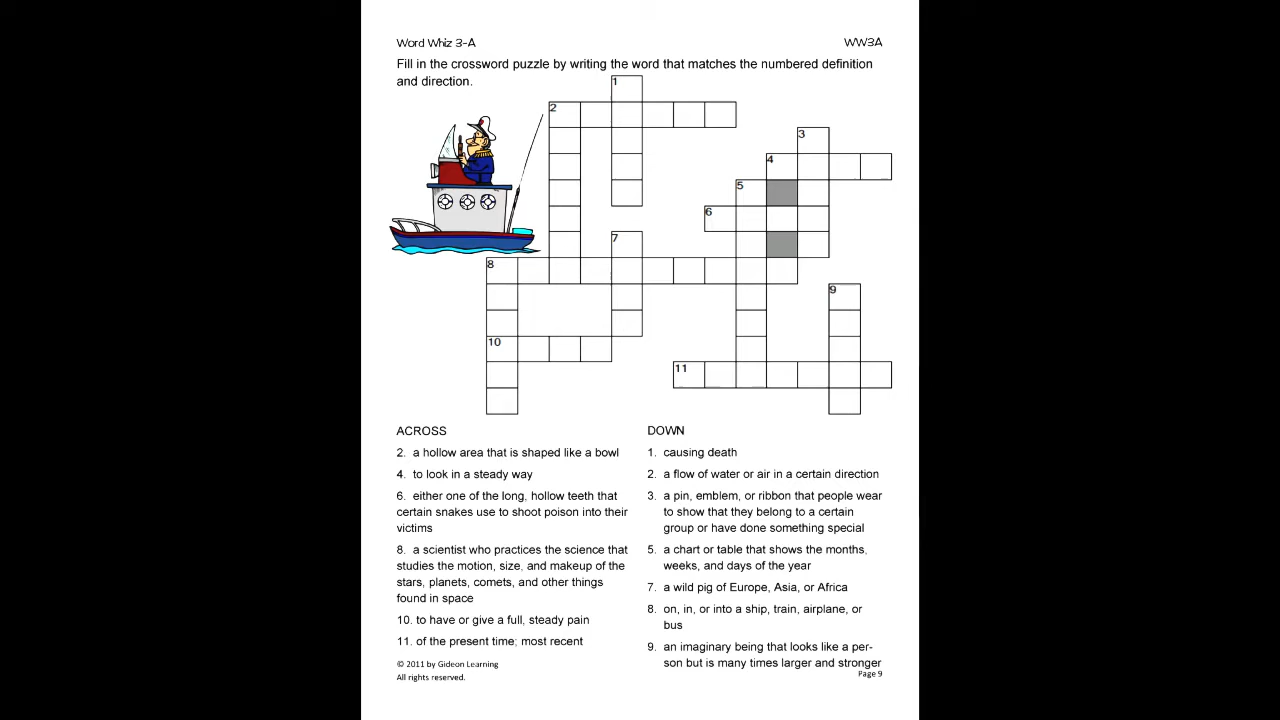 Word Whiz 3-A
WW3A
Fill in the crossword puzzle by writing the word that matches the numbered definition
and direction.
1
2
3
4
5
6
7
8
9
10
11
ACROSS
2. a hollow area that is shaped like a bowl
4. to look in a steady way
6. either one of the long, hollow teeth that
certain snakes use to shoot poison into their
victims
8. a scientist who practices the science that
studies the motion, size, and makeup of the
stars, planets, comets, and other things
found in space
10. to have or give a full, steady pain
11. of the present time; most recent
© 2011 by Gideon Learning
All rights reserved.
DOWN
1. causing death
2. a flow of water or air in a certain direction
3. a pin, emblem, or ribbon that people wear
to show that they belong to a certain
group or have done something special
5. a chart or table that shows the months,
weeks, and days of the year
7. a wild pig of Europe, Asia, or Africa
8. on, in, or into a ship, train, airplane, or
bus
9. an imaginary being that looks like a per-
son but is many times larger and stronger
Page 9